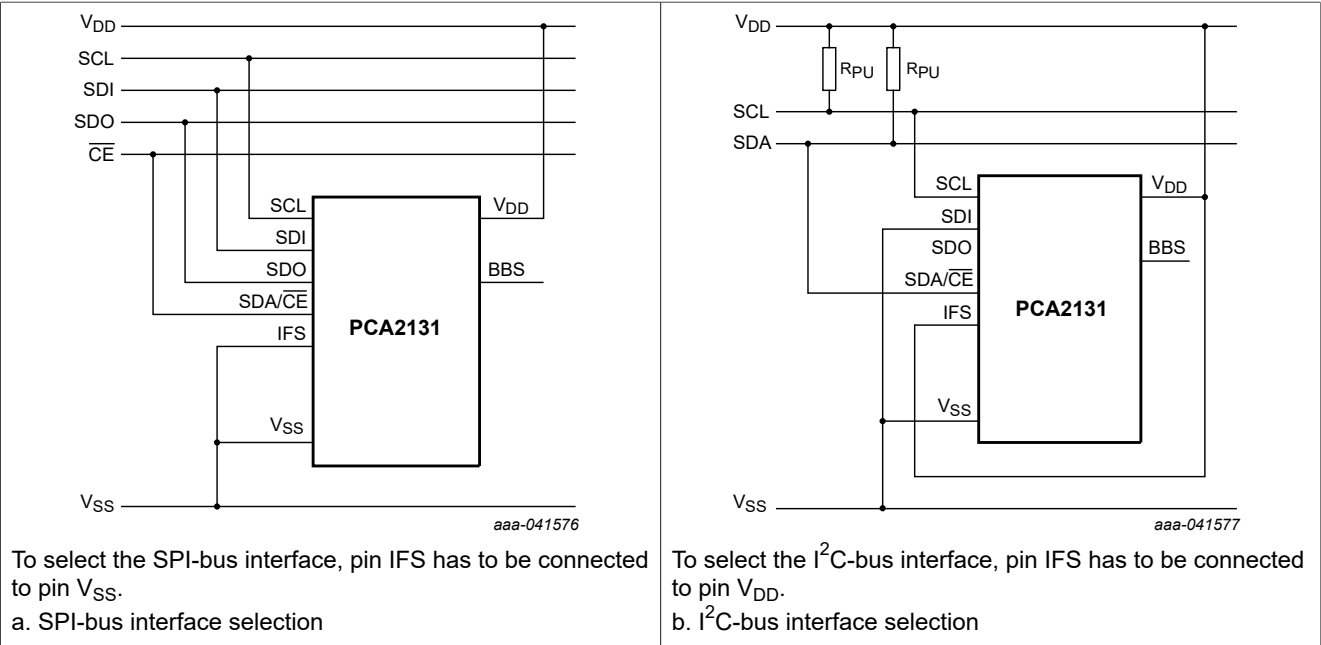 VDD
SCL
SDI
SDO
CE
SCL
SDI
SDO
SDA/CE
IFS
VSS
VDD
BBS
PCA2131
VSS
aaa-041576
To select the SPI-bus interface, pin IFS has to be connected
to pin VSS.
a. SPI-bus interface selection
VDD
RPU
RPU
SCL
SDA
SCL
SDI
SDO
SDA/CE
IFS
VSS
VDD
BBS
PCA2131
VSS
aaa-041577
To select the I2C-bus interface, pin IFS has to be connected
to pin VDD.
b. I2C-bus interface selection